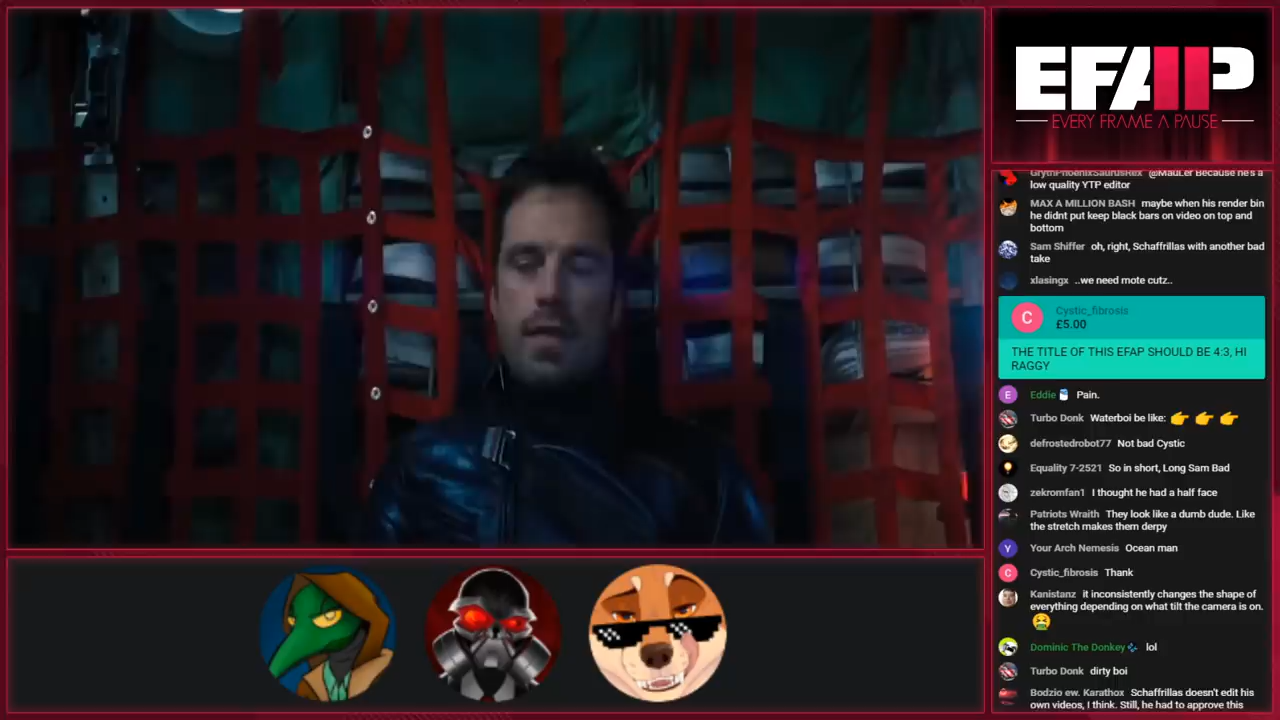 EFAP
EVERY FRAME A PAUSE
GrythPhoenixSaurusRex @MauLer Because he's a
low quality YTP editor
MAX A MILLION BASH maybe when his render bin
he didnt put keep black bars on video on top and
bottom
Sam Shiffer oh, right, Schaffrillas with another bad
take
xlasingx ..we need mote cutz..
C
Cystic_fibrosis
£5.00
THE TITLE OF THIS EFAP SHOULD BE 4:3, HI
RAGGY
E Eddie Pain.
Turbo Donk Waterboi be like: 👉 👉 👉
defrostedrobot77 Not bad Cystic
Equality 7-2521 So in short, Long Sam Bad
zekromfan1 I thought he had a half face
Patriots Wraith They look like a dumb dude. Like
the stretch makes them derpy
Y Your Arch Nemesis Ocean man
C Cystic_fibrosis Thank
Kanistanz it inconsistently changes the shape of
everything depending on what tilt the camera is on.
🤮
Dominic The Donkey lol
Turbo Donk dirty boi
Bodzio ew. Karathox Schaffrillas doesn't edit his
own videos, I think. Still, he had to approve this